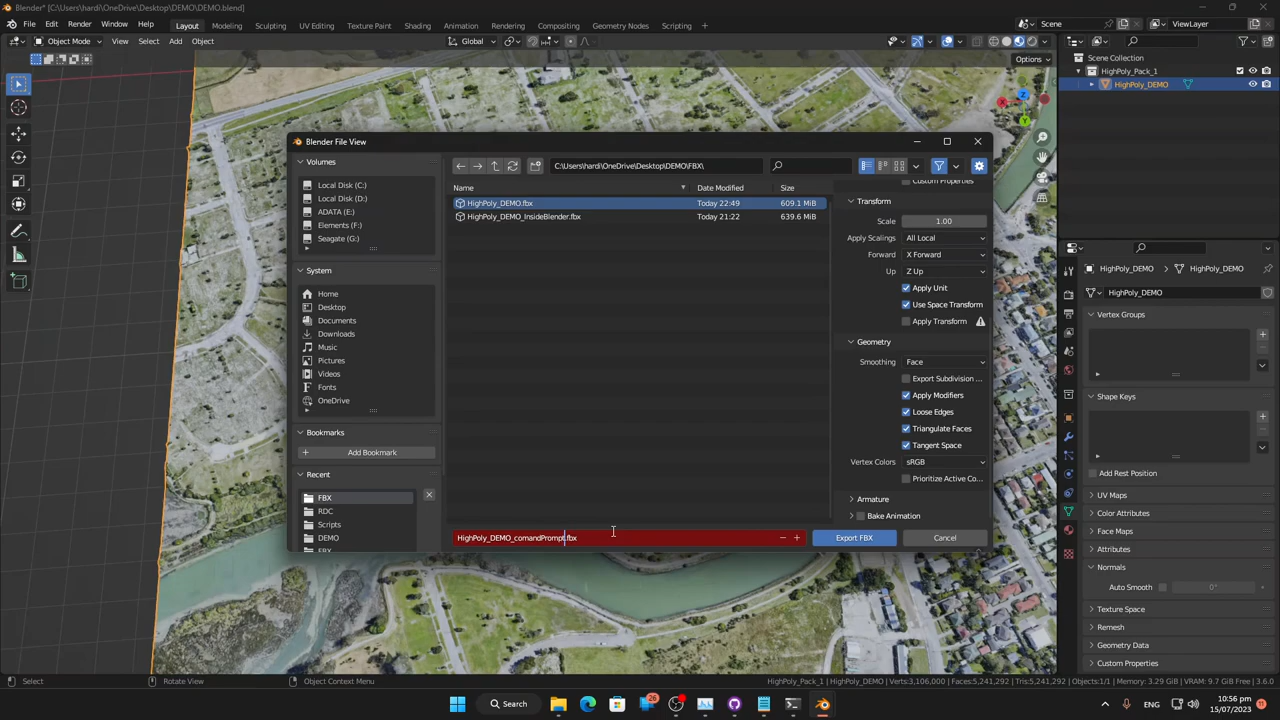 Blender* [C:\Users\hardi\OneDrive\Desktop\DEMO\DEMO.blend]
File Edit Render Window Help Layout Modeling Sculpting UV Editing Texture Paint Shading Animation Rendering Compositing Geometry Nodes Scripting + Scene ViewLayer
Object Mode View Select Add Object Global
Options
Scene Collection
HighPoly_Pack_1
HighPoly_DEMO
X
Y
Z
Blender File View
Volumes
Local Disk (C:)
Local Disk (D:)
ADATA (E:)
Elements (F:)
Seagate (G:)
System
Home
Desktop
Documents
Downloads
Music
Pictures
Videos
Fonts
OneDrive
Bookmarks
Add Bookmark
Recent
FBX
RDC
Scripts
DEMO
FBX
C:\Users\hardi\OneDrive\Desktop\DEMO\FBX\
Name Date Modified Size
HighPoly_DEMO.fbx Today 22:49 609.1 MiB
HighPoly_DEMO_InsideBlender.fbx Today 21:22 639.6 MiB
Custom Properties
Transform
Scale 1.00
Apply Scalings All Local
Forward X Forward
Up Z Up
Apply Unit
Use Space Transform
Apply Transform
Geometry
Smoothing Face
Export Subdivision ...
Apply Modifiers
Loose Edges
Triangulate Faces
Tangent Space
Vertex Colors sRGB
Prioritize Active Co...
Armature
Bake Animation
HighPoly_DEMO_comandPrompt.fbx
Export FBX Cancel
HighPoly_DEMO HighPoly_DEMO
HighPoly_DEMO
Vertex Groups
Shape Keys
Add Rest Position
UV Maps
Color Attributes
Face Maps
Attributes
Normals
Auto Smooth 0°
Texture Space
Remesh
Geometry Data
Custom Properties
Select Rotate View Object Context Menu HighPoly_Pack_1 | HighPoly_DEMO | Verts:3,106,000 | Faces:5,241,292 | Tris:5,241,292 | Objects:1/1 | Memory: 3.29 GiB | VRAM: 9.7 GiB Free | 3.6.0
Search
26
ENG
10:56 pm
15/07/2023